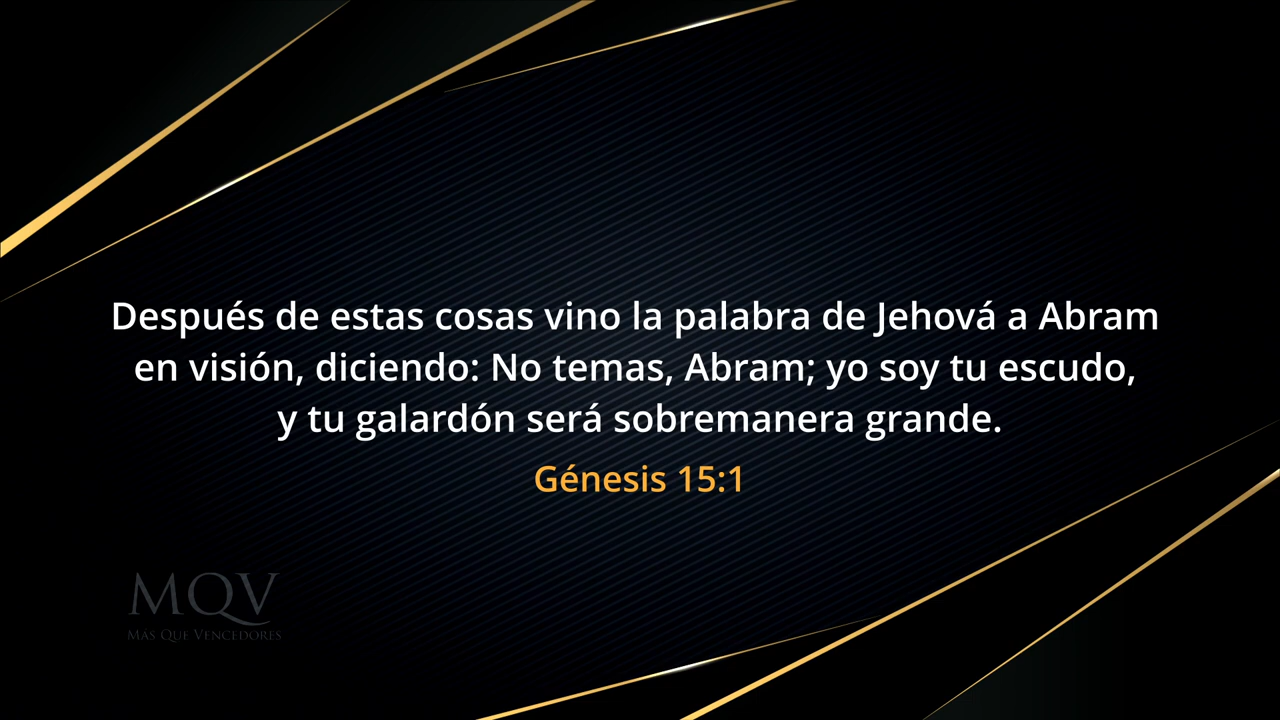 Después de estas cosas vino la palabra de Jehová a Abram
en visión, diciendo: No temas, Abram; yo soy tu escudo,
y tu galardón será sobremanera grande.
Génesis 15:1
MQV
Más Que Vencedores